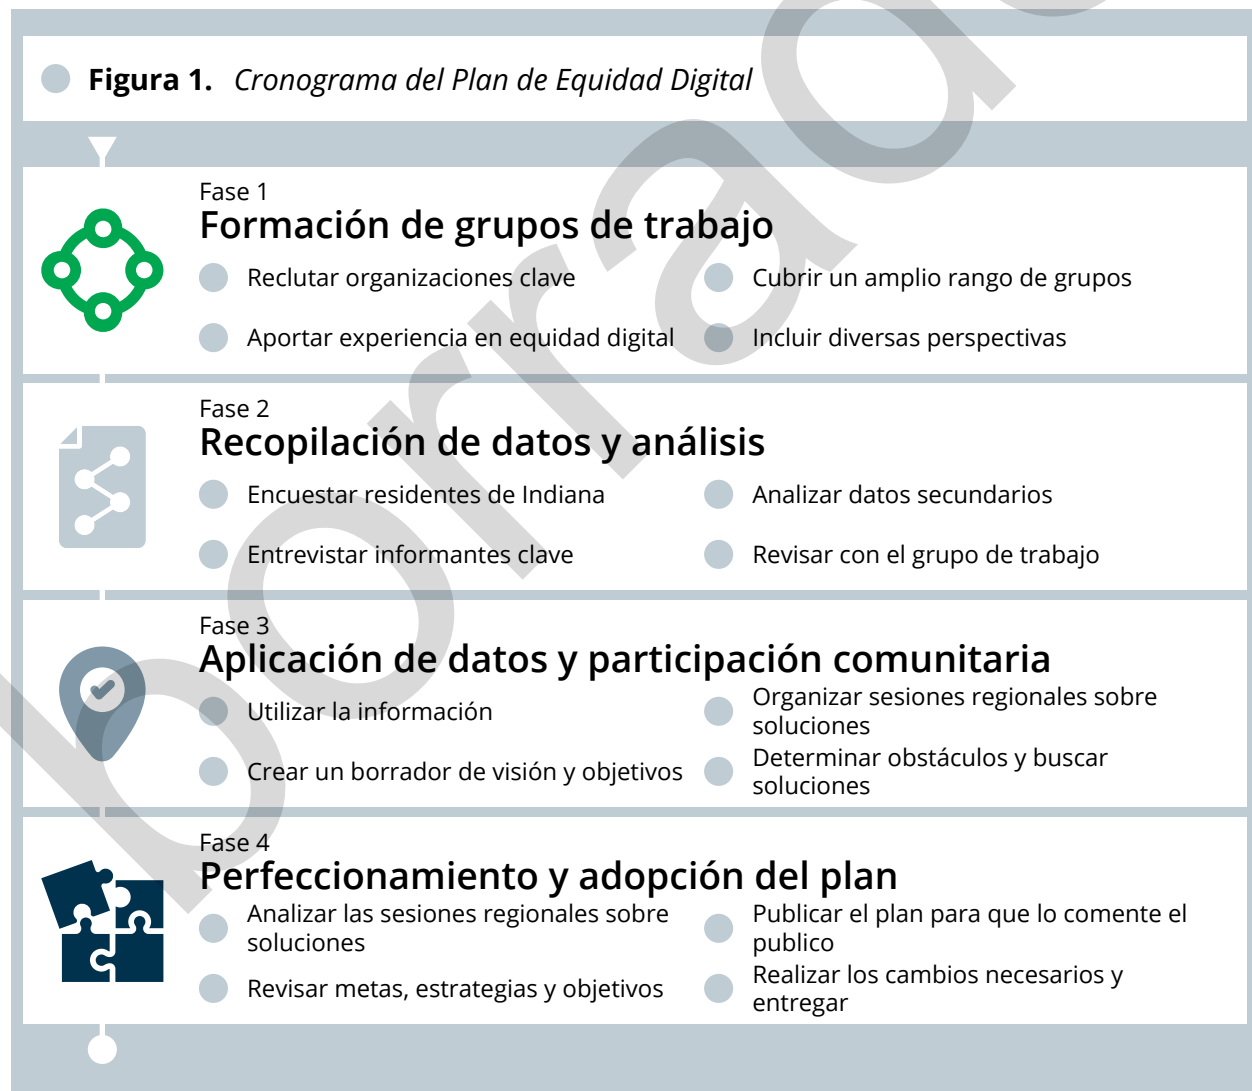 Figura 1. Cronograma del Plan de Equidad Digital
Fase 1
Formación de grupos de trabajo
Reclutar organizaciones clave
Cubrir un amplio rango de grupos
Aportar experiencia en equidad digital
Incluir diversas perspectivas
Fase 2
Recopilación de datos y análisis
Encuestar residentes de Indiana
Analizar datos secundarios
Entrevistar informantes clave
Revisar con el grupo de trabajo
Fase 3
Aplicación de datos y participación comunitaria
Utilizar la información
Organizar sesiones regionales sobre
soluciones
Crear un borrador de visión y objetivos
Determinar obstáculos y buscar
soluciones
Fase 4
Perfeccionamiento y adopción del plan
Analizar las sesiones regionales sobre
soluciones
Publicar el plan para que lo comente el
publico
Revisar metas, estrategias y objetivos
Realizar los cambios necesarios y
entregar